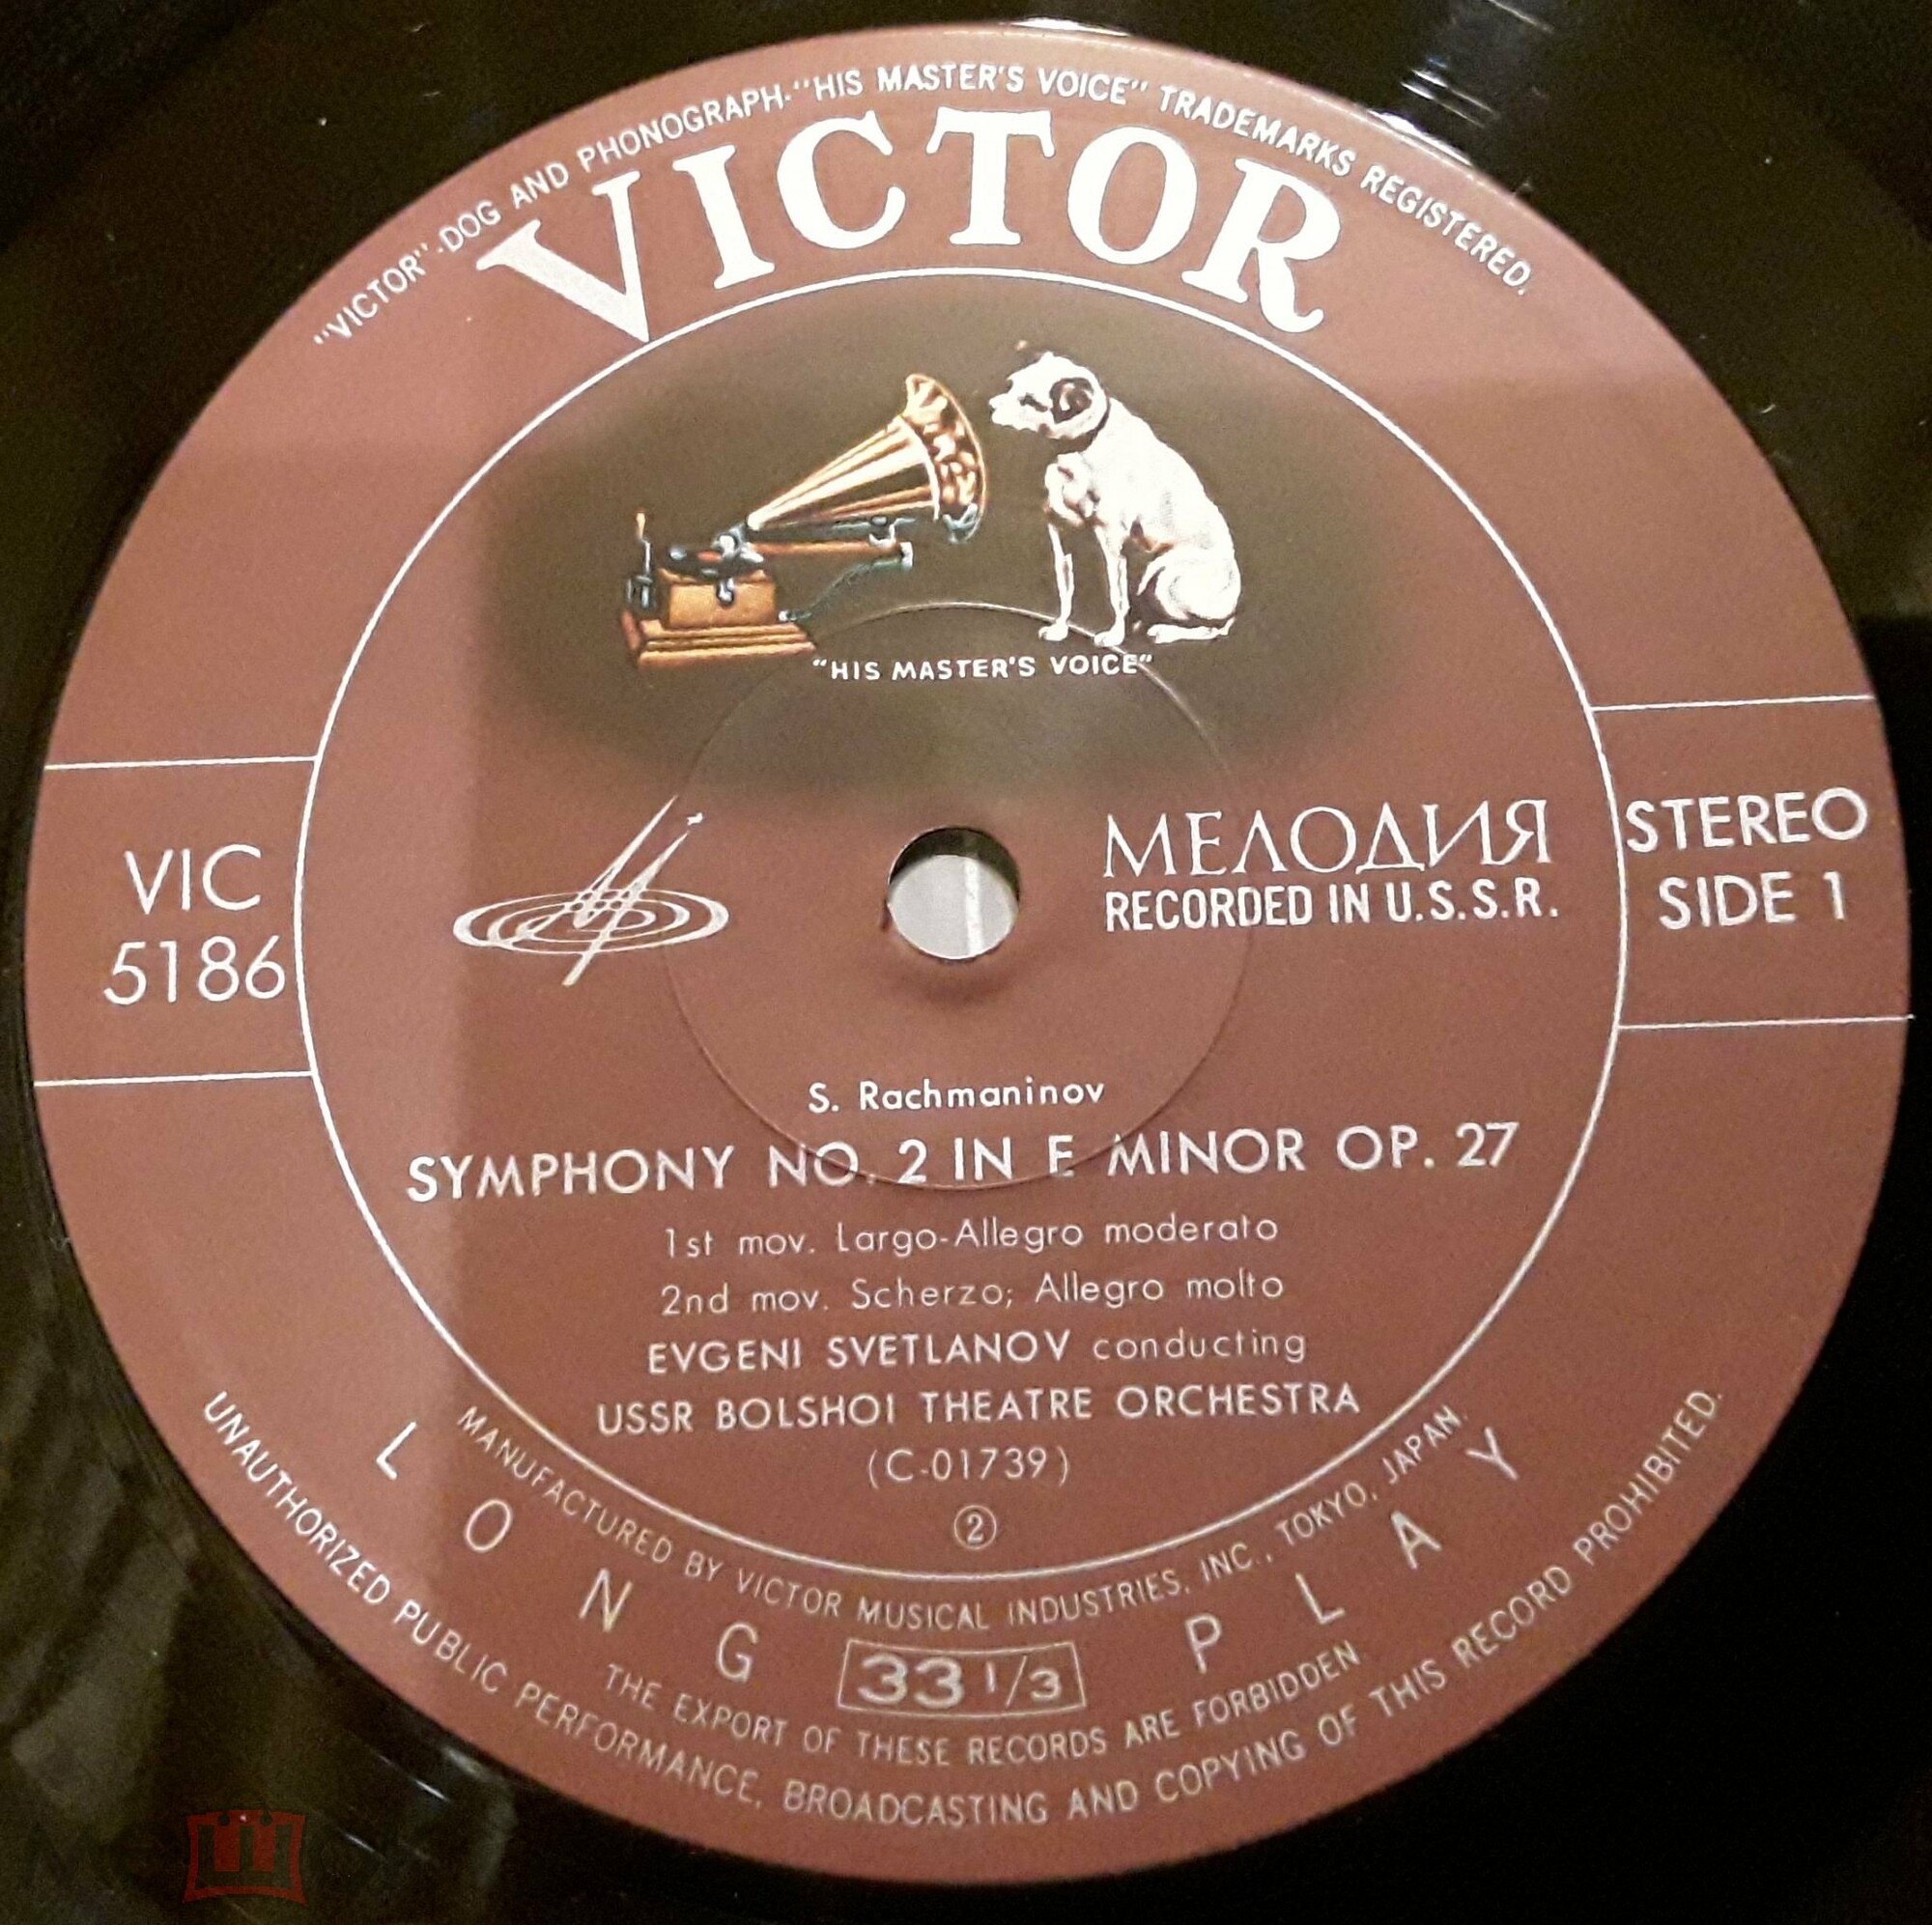 "VICTOR"-DOG AND PHONOGRAPH-"HIS MASTER'S VOICE" TRADEMARKS REGISTERED.
VICTOR
"HIS MASTER'S VOICE"
VIC
5186
МЕЛОДИЯ
RECORDED IN U.S.S.R.
STEREO
SIDE 1
S. Rachmaninov
SYMPHONY NO. 2 IN E MINOR OP. 27
1st mov. Largo-Allegro moderato
2nd mov. Scherzo; Allegro molto
EVGENI SVETLANOV conducting
USSR BOLSHOI THEATRE ORCHESTRA
(C-01739)
②
MANUFACTURED BY VICTOR MUSICAL INDUSTRIES, INC., TOKYO, JAPAN.
LONG PLAY
33 1/3
THE EXPORT OF THESE RECORDS ARE FORBIDDEN
UNAUTHORIZED PUBLIC PERFORMANCE, BROADCASTING AND COPYING OF THIS RECORD PROHIBITED.